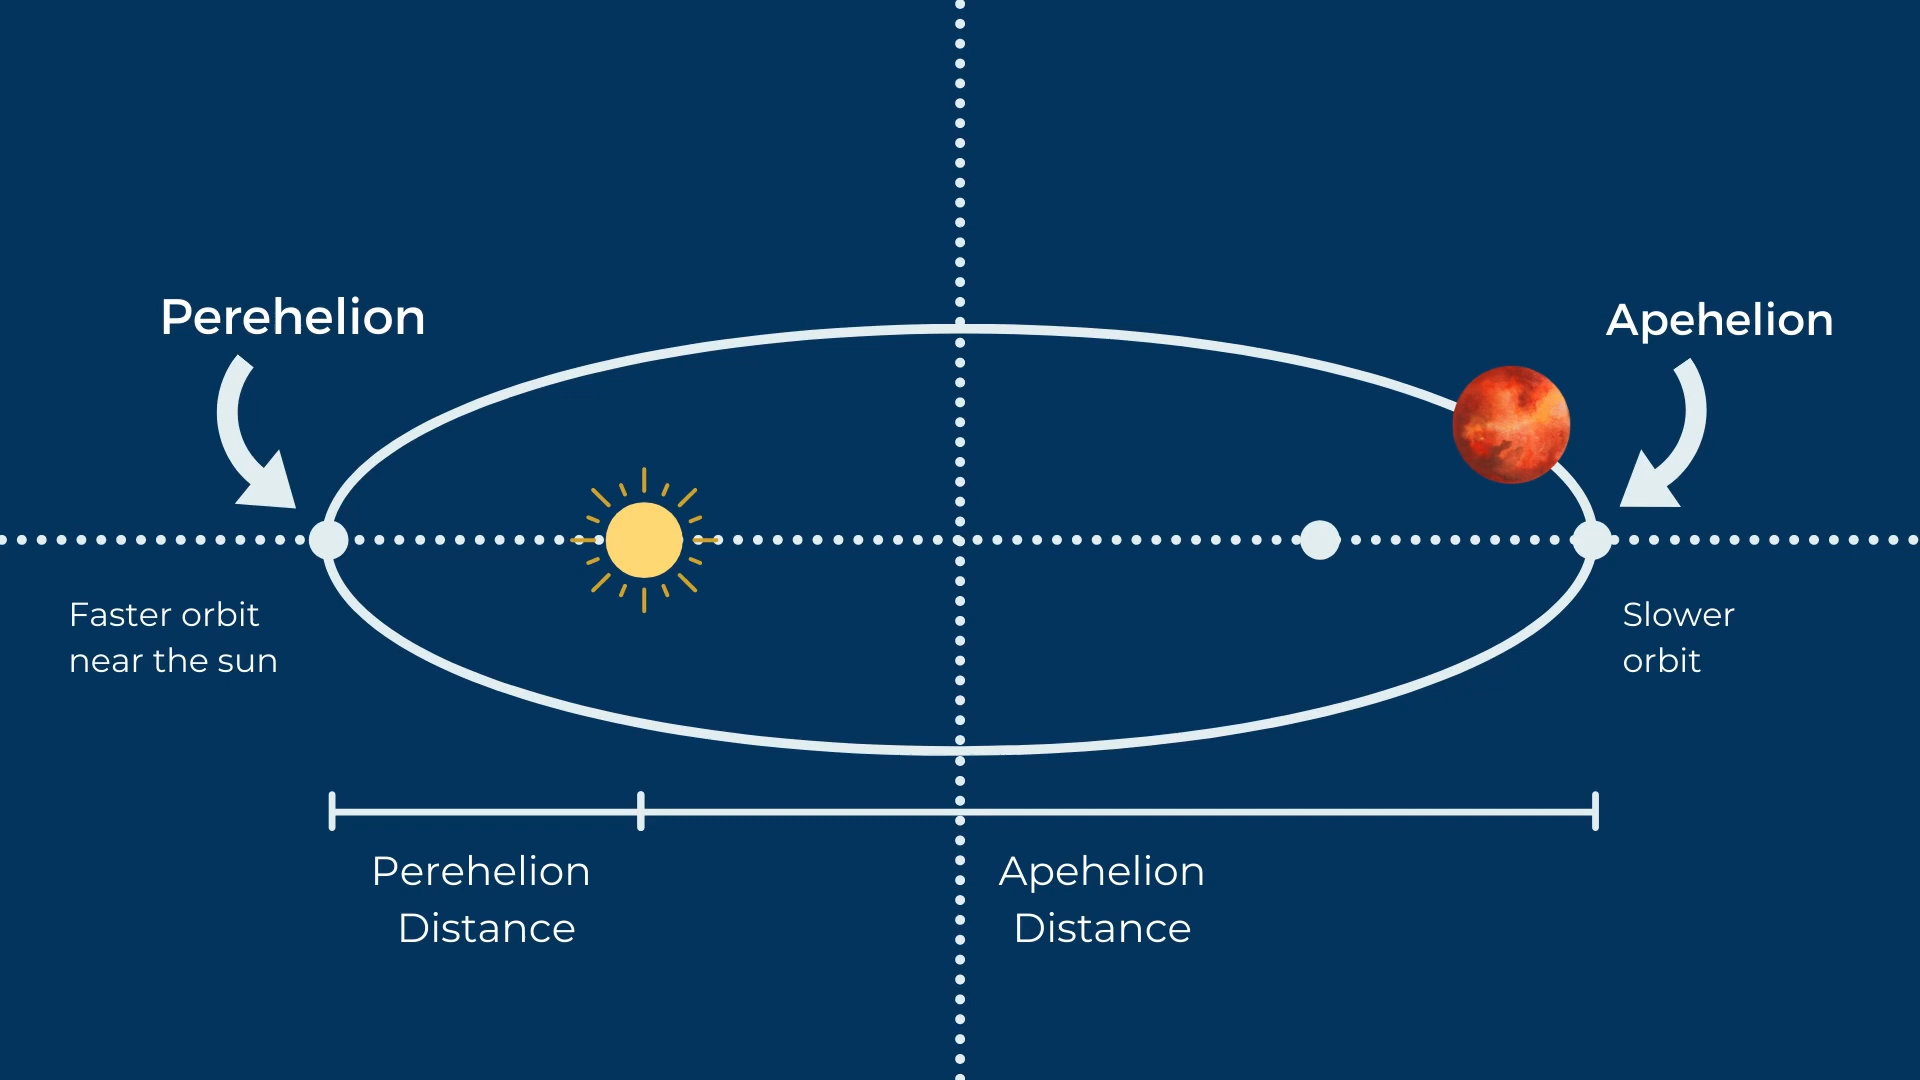 Perehelion
Apehelion
Faster orbit
near the sun
Slower
orbit
Perehelion
Distance
Apehelion
Distance